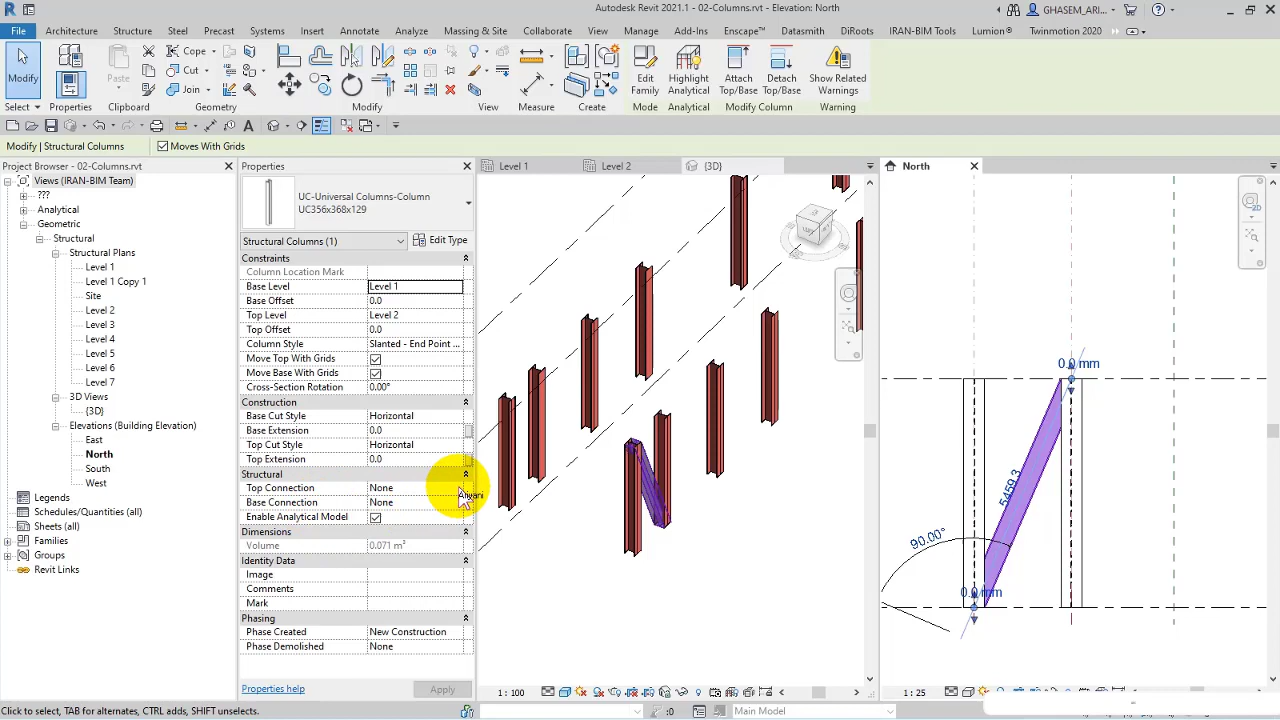 Autodesk Revit 2021.1 - 02-Columns.rvt - Elevation: North
GHASEM_ARI...
File Architecture Structure Steel Precast Systems Insert Annotate Analyze Massing & Site Collaborate View Manage Add-Ins Enscape™ Datasmith DiRoots IRAN-BIM Tools Lumion® Twinmotion 2020
Modify
Paste
Cope
Cut
Join
Edit Family
Highlight Analytical
Attach Top/Base
Detach Top/Base
Show Related Warnings
Select Properties Clipboard Geometry Modify View Measure Create Mode Analytical Modify Column Warning
Modify | Structural Columns Moves With Grids
Project Browser - 02-Columns.rvt
Views (IRAN-BIM Team)
???
Analytical
Geometric
Structural
Structural Plans
Level 1
Level 1 Copy 1
Site
Level 2
Level 3
Level 4
Level 5
Level 6
Level 7
3D Views
{3D}
Elevations (Building Elevation)
East
North
South
West
Legends
Schedules/Quantities (all)
Sheets (all)
Families
Groups
Revit Links
Properties
UC-Universal Columns-Column
UC356x368x129
Structural Columns (1) Edit Type
Constraints
Column Location Mark
Base Level Level 1
Base Offset 0.0
Top Level Level 2
Top Offset 0.0
Column Style Slanted - End Point ...
Move Top With Grids
Move Base With Grids
Cross-Section Rotation 0.00°
Construction
Base Cut Style Horizontal
Base Extension 0.0
Top Cut Style Horizontal
Top Extension 0.0
Structural
Top Connection None
Base Connection None
Enable Analytical Model
Dimensions
Volume 0.071 m³
Identity Data
Image
Comments
Mark
Phasing
Phase Created New Construction
Phase Demolished None
Properties help Apply
Level 1 Level 2 {3D}
1 : 100
North
0.0 mm
5459.3
90.00°
0.0 mm
1 : 25
Click to select, TAB for alternates, CTRL adds, SHIFT unselects.
:0 Main Model